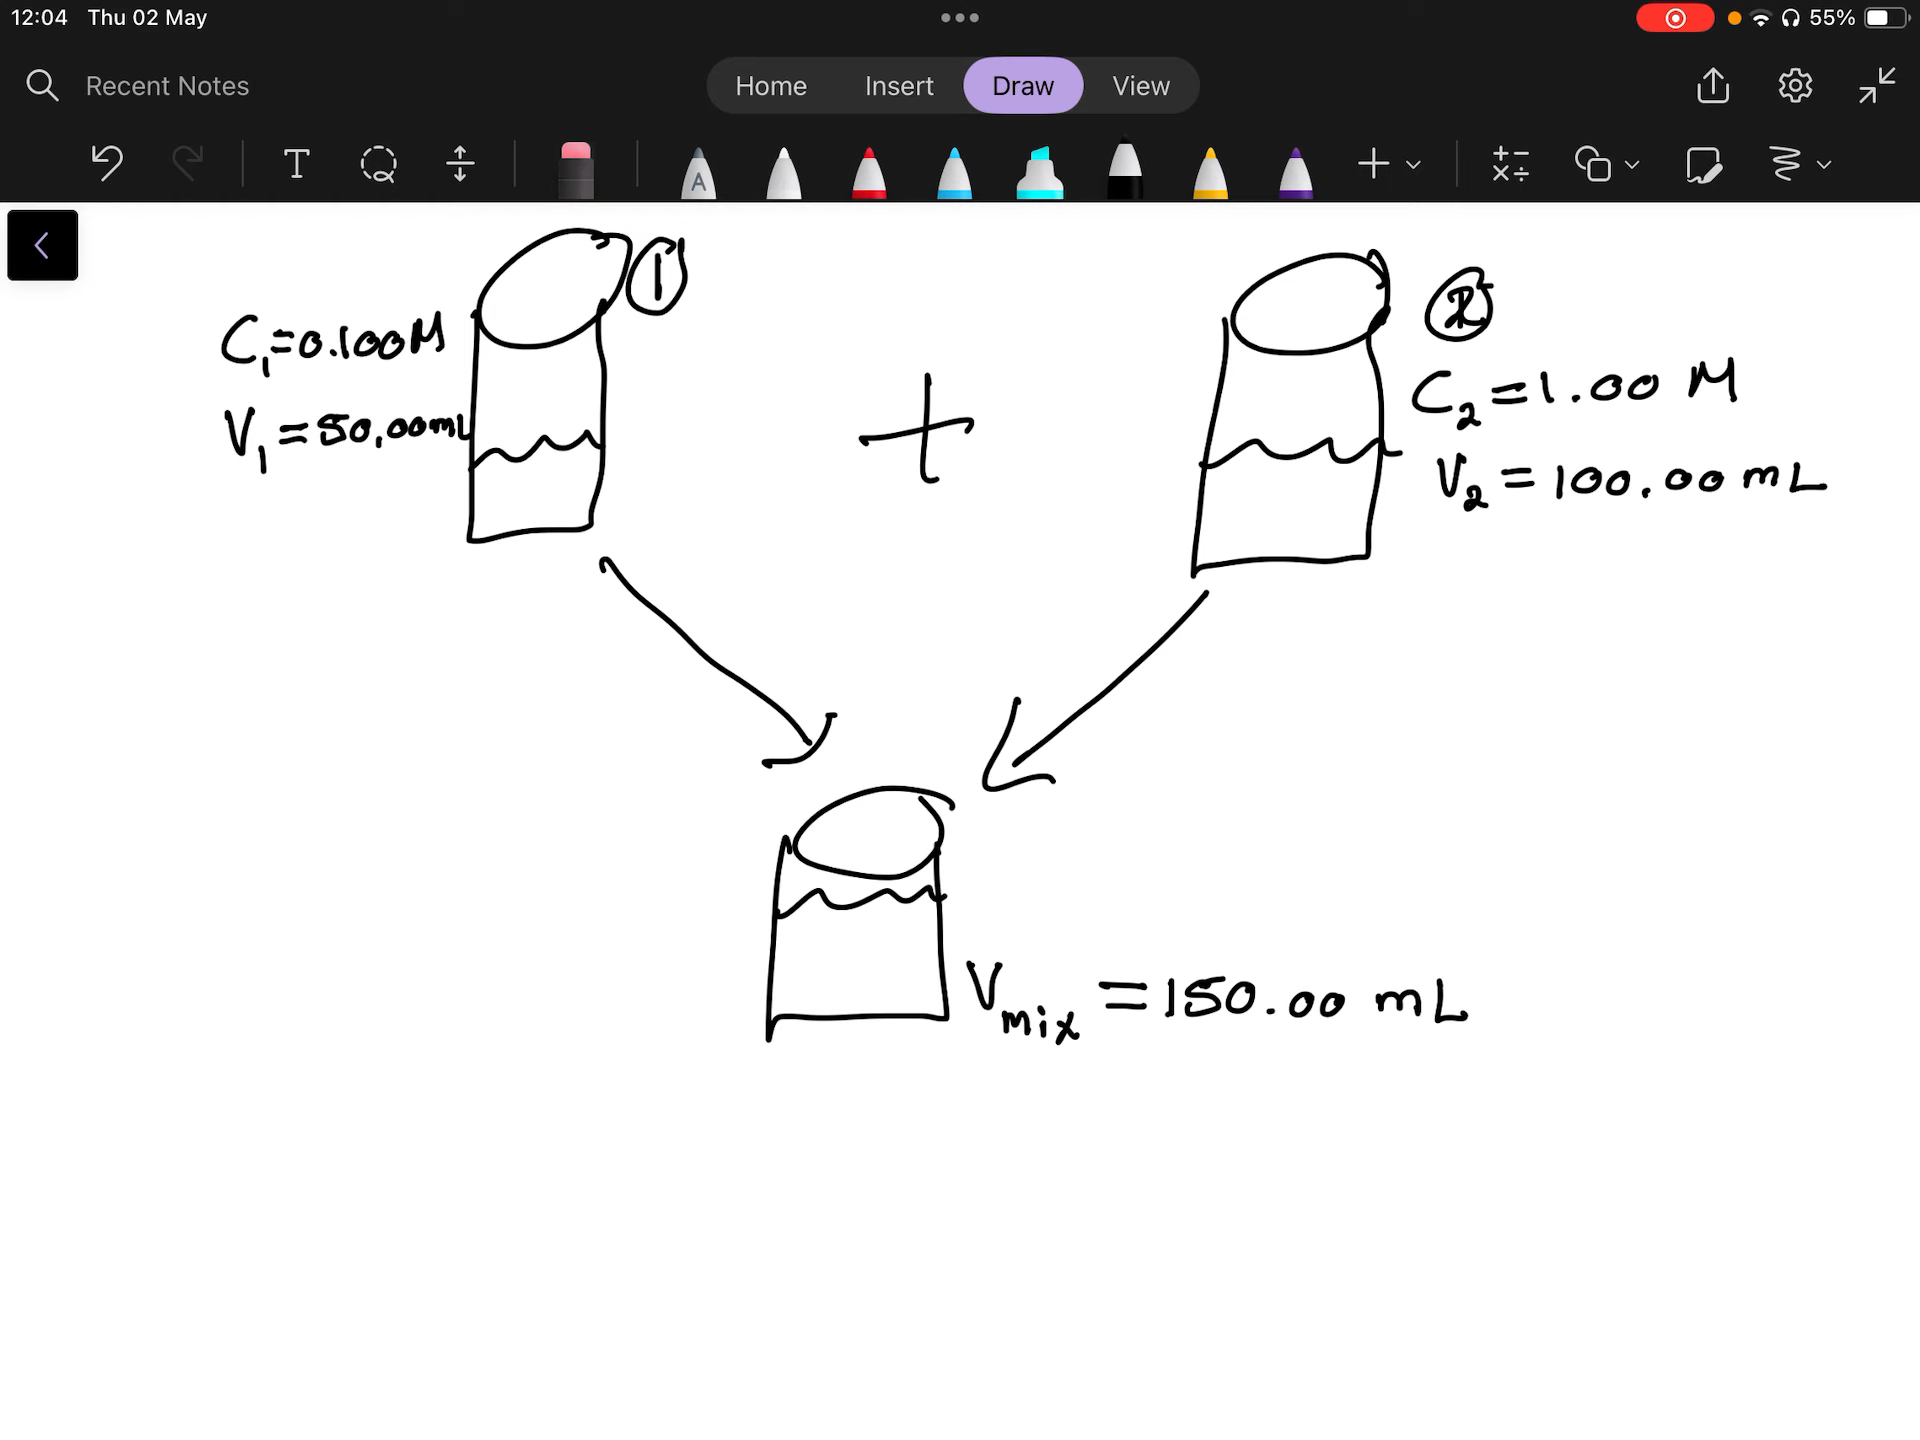 12:04 Thu 02 May
55%
Recent Notes
Home Insert Draw View
T A
①
C₁=0.100M
V₁=50.00mL
+
②
C₂=1.00 M
V₂=100.00 mL
Vmix=150.00 mL